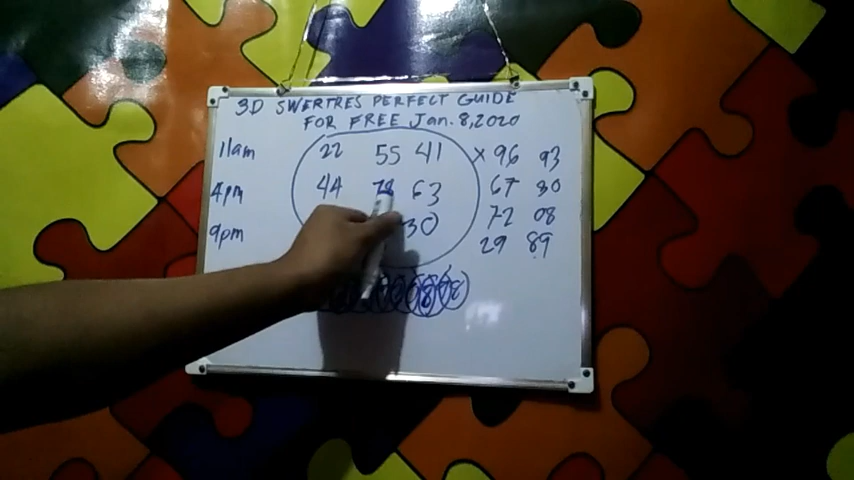 3D SWERTRES PERFECT GUIDE
FOR FREE Jan. 8, 2020
11am 22 55 41 x 96 93
4pm 44 63 67 30
9pm 30 72 08
29 89